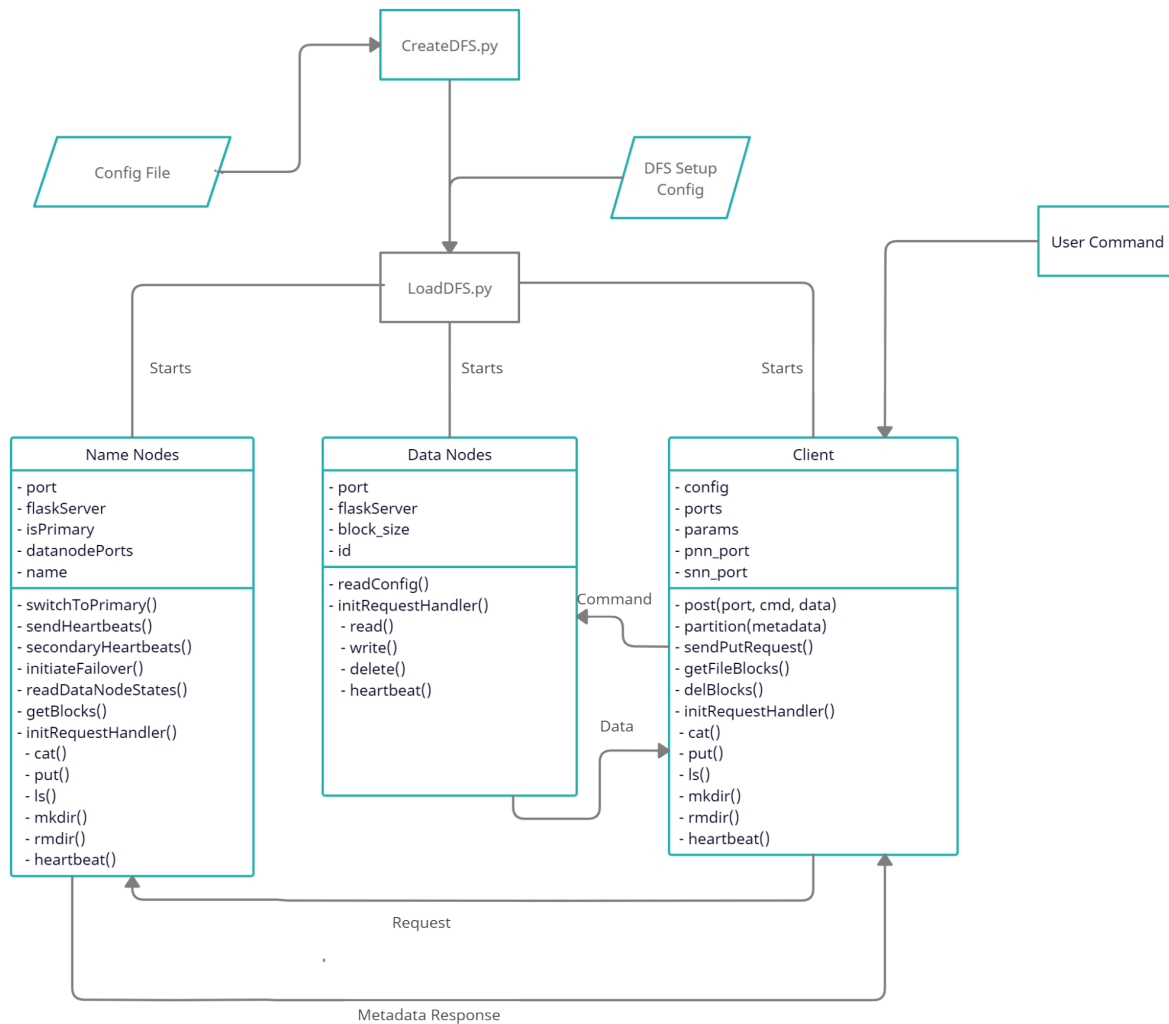 CreateDFS.py
Config File
DFS Setup
Config
User Command
LoadDFS.py
Starts
Starts
Starts
Name Nodes
- port
- flaskServer
- isPrimary
- datanodePorts
- name
- switchToPrimary()
- sendHeartbeats()
- secondaryHeartbeats()
- initiateFailover()
- readDataNodeStates()
- getBlocks()
- initRequestHandler()
- cat()
- put()
- ls()
- mkdir()
- rmdir()
- heartbeat()
Data Nodes
- port
- flaskServer
- block_size
- id
- readConfig()
- initRequestHandler()
- read()
- write()
- delete()
- heartbeat()
Command
Data
Client
- config
- ports
- params
- pnn_port
- snn_port
- post(port, cmd, data)
- partition(metadata)
- sendPutRequest()
- getFileBlocks()
- delBlocks()
- initRequestHandler()
- cat()
- put()
- ls()
- mkdir()
- rmdir()
- heartbeat()
Request
Metadata Response